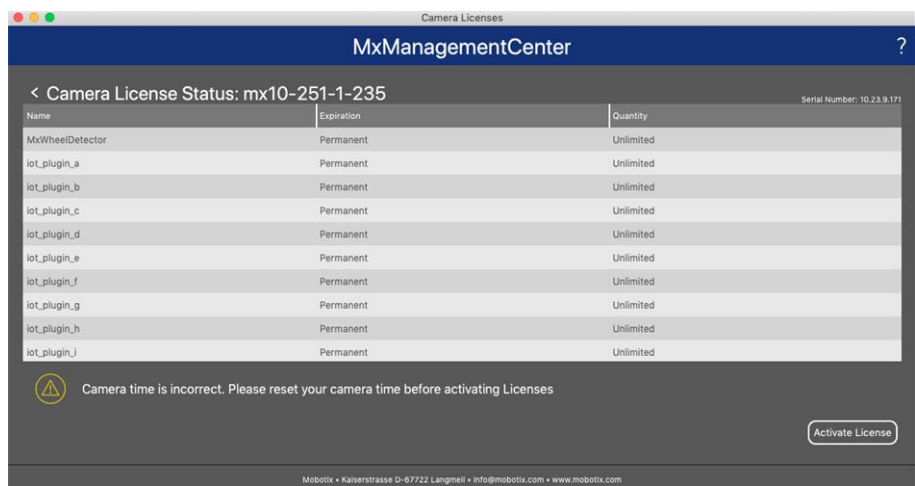 Camera Licenses
MxManagementCenter ?
< Camera License Status: mx10-251-1-235
Serial Number: 10.23.9.171
Name Expiration Quantity
MxWheelDetector Permanent Unlimited
iot_plugin_a Permanent Unlimited
iot_plugin_b Permanent Unlimited
iot_plugin_c Permanent Unlimited
iot_plugin_d Permanent Unlimited
iot_plugin_e Permanent Unlimited
iot_plugin_f Permanent Unlimited
iot_plugin_g Permanent Unlimited
iot_plugin_h Permanent Unlimited
iot_plugin_i Permanent Unlimited
Camera time is incorrect. Please reset your camera time before activating Licenses
Activate License
Mobotix • Kaiserstrasse D-67722 Langmeil • info@mobotix.com • www.mobotix.com